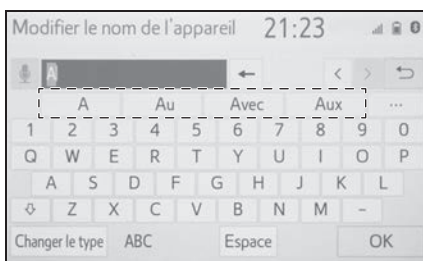 Modifier le nom de l'appareil 21:23
A
A Au Avec Aux ...
1 2 3 4 5 6 7 8 9 0
Q W E R T Y U I O P
A S D F G H J K L
Z X C V B N M -
Changer le type ABC Espace OK